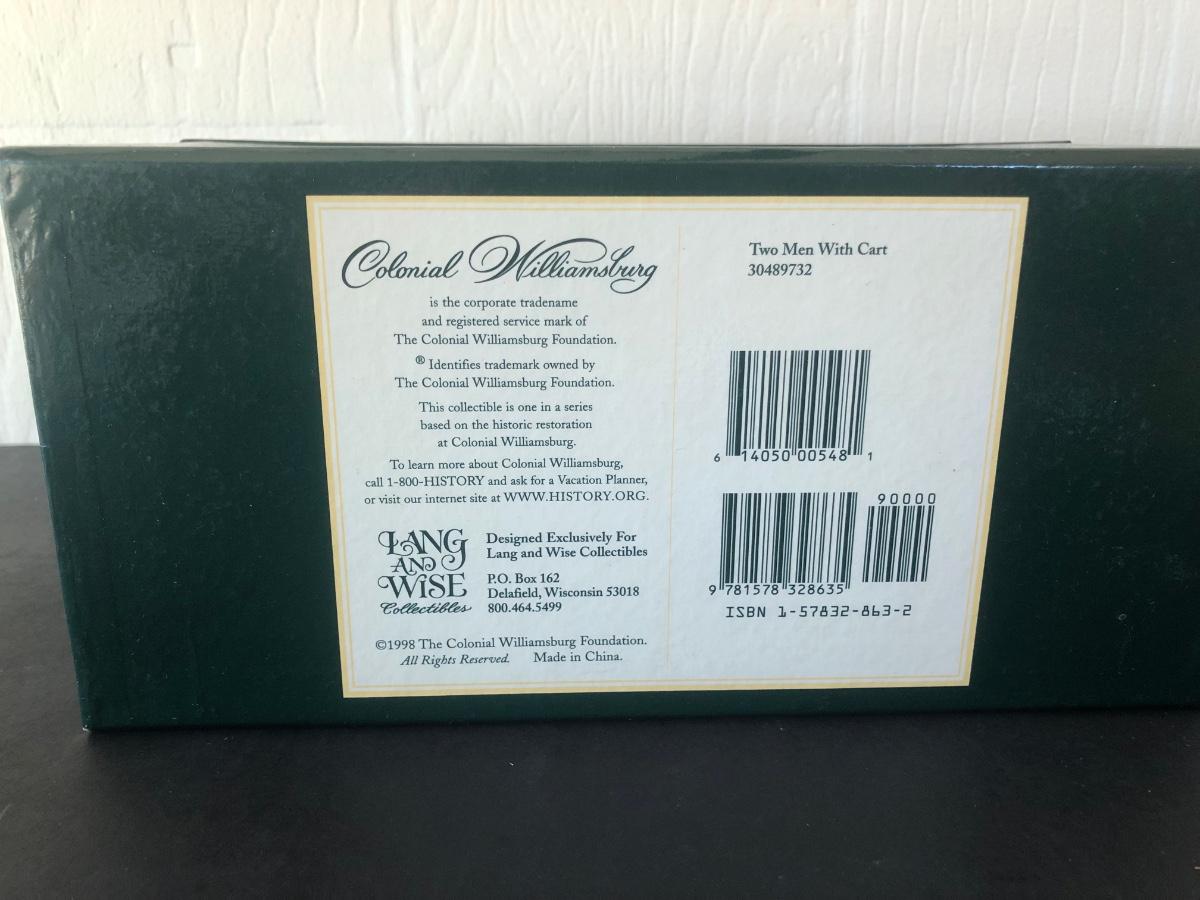 Colonial Williamsburg
is the corporate tradename
and registered service mark of
The Colonial Williamsburg Foundation.
® Identifies trademark owned by
The Colonial Williamsburg Foundation.
This collectible is one in a series
based on the historic restoration
at Colonial Williamsburg.
To learn more about Colonial Williamsburg,
call 1-800-HISTORY and ask for a Vacation Planner,
or visit our internet site at WWW.HISTORY.ORG.
LANG
AND
WISE
Collectibles
Designed Exclusively For
Lang and Wise Collectibles
P.O. Box 162
Delafield, Wisconsin 53018
800.464.5499
©1998 The Colonial Williamsburg Foundation.
All Rights Reserved. Made in China.
Two Men With Cart
30489732
6 14050 00548 1
90000
9 781578 328635
ISBN 1-57832-863-2